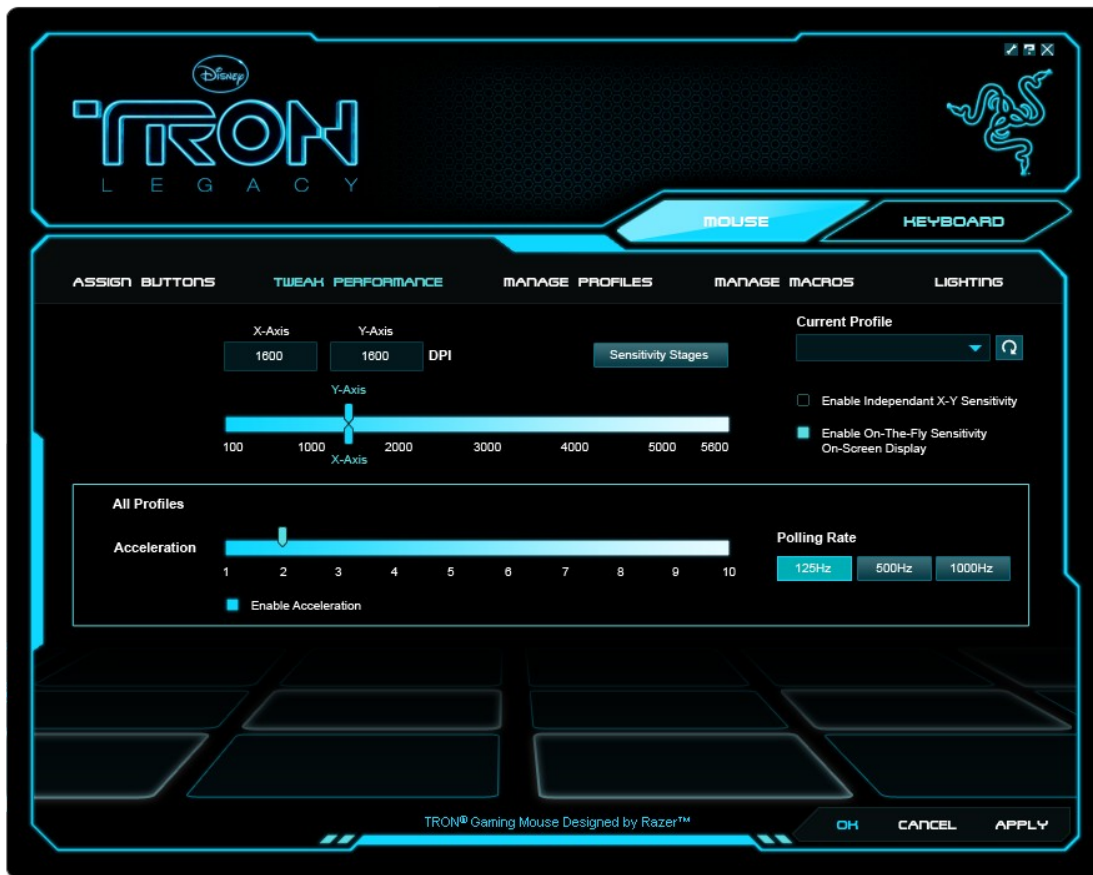 Disney
TRON
LEGACY
MOUSE
KEYBOARD
ASSIGN BUTTONS
TWEAK PERFORMANCE
MANAGE PROFILES
MANAGE MACROS
LIGHTING
X-Axis
Y-Axis
1600
1600
DPI
Sensitivity Stages
Current Profile
Y-Axis
100 1000 2000 3000 4000 5000 5600
X-Axis
Enable Independant X-Y Sensitivity
Enable On-The-Fly Sensitivity
On-Screen Display
All Profiles
Acceleration
1 2 3 4 5 6 7 8 9 10
Enable Acceleration
Polling Rate
125Hz 500Hz 1000Hz
TRON® Gaming Mouse Designed by Razer™
OK
CANCEL
APPLY